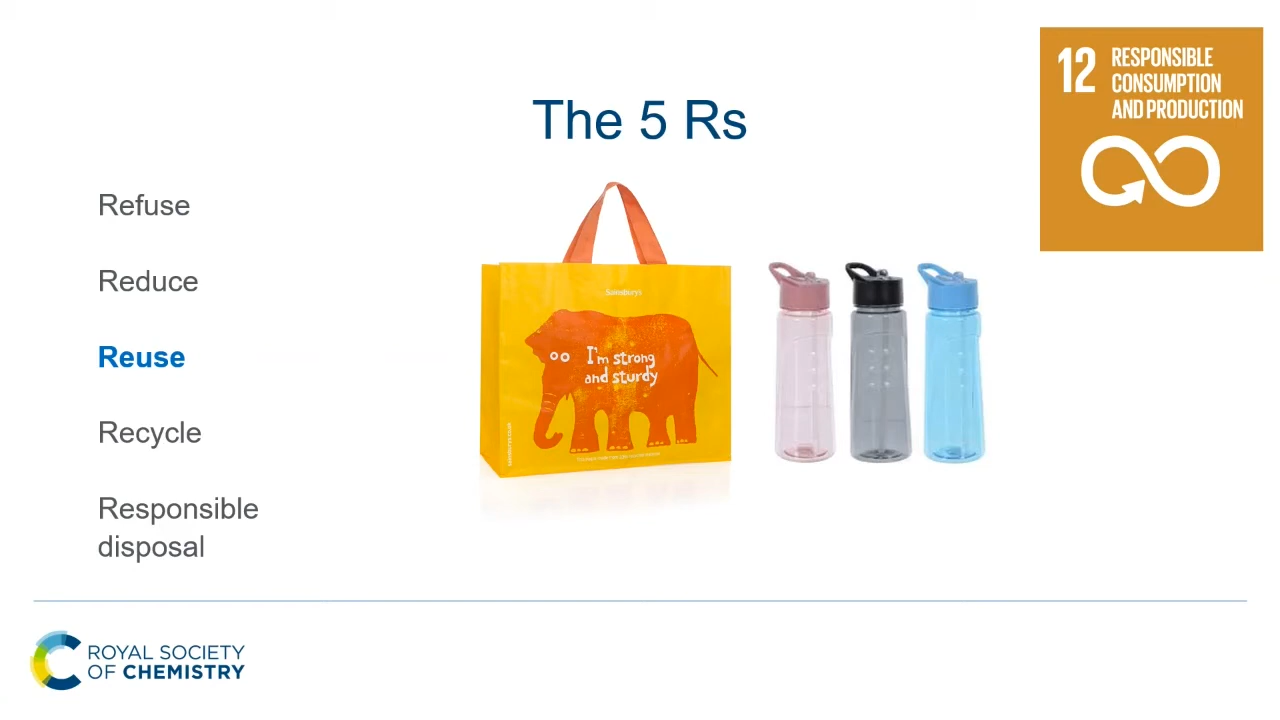 12 RESPONSIBLE
CONSUMPTION
AND PRODUCTION
The 5 Rs
Refuse
Reduce
Reuse
Recycle
Responsible
disposal
Sainsbury's
I'm strong
and sturdy
ROYAL SOCIETY
OF CHEMISTRY